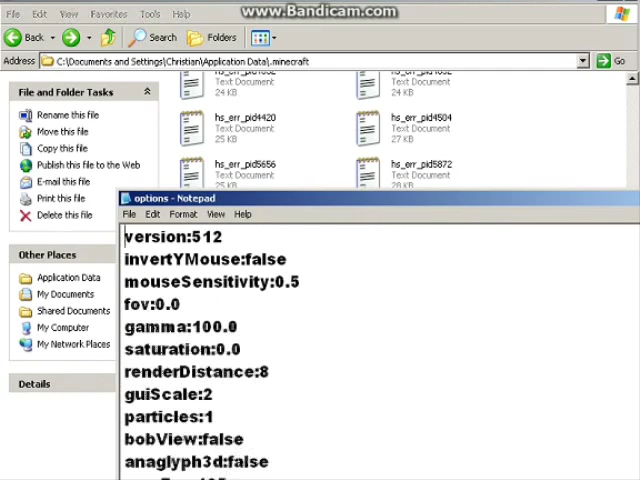 www.Bandicam.com
File Edit View Favorites Tools Help
Back Search Folders
Address C:\Documents and Settings\Christian\Application Data\.minecraft Go
File and Folder Tasks
Rename this file
Move this file
Copy this file
Publish this file to the Web
E-mail this file
Print this file
Delete this file
Other Places
Application Data
My Documents
Shared Documents
My Computer
My Network Places
Details
Text Document
24 KB
Text Document
24 KB
hs_err_pid4420
Text Document
25 KB
hs_err_pid4504
Text Document
27 KB
hs_err_pid5656
Text Document
25 KB
hs_err_pid5872
Text Document
28 KB
options - Notepad
File Edit Format View Help
version:512
invertYMouse:false
mouseSensitivity:0.5
fov:0.0
gamma:100.0
saturation:0.0
renderDistance:8
guiScale:2
particles:1
bobView:false
anaglyph3d:false